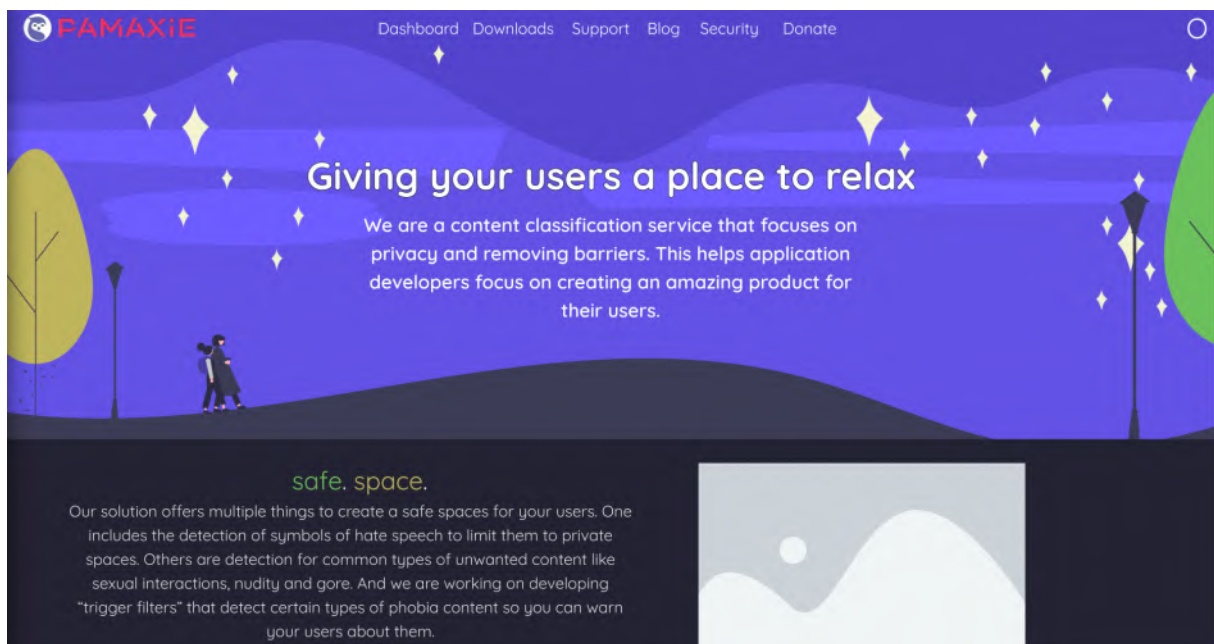 PAMAXiE
Dashboard Downloads Support Blog Security Donate
Giving your users a place to relax
We are a content classification service that focuses on
privacy and removing barriers. This helps application
developers focus on creating an amazing product for
their users.
safe. space.
Our solution offers multiple things to create a safe spaces for your users. One
includes the detection of symbols of hate speech to limit them to private
spaces. Others are detection for common types of unwanted content like
sexual interactions, nudity and gore. And we are working on developing
“trigger filters” that detect certain types of phobia content so you can warn
your users about them.